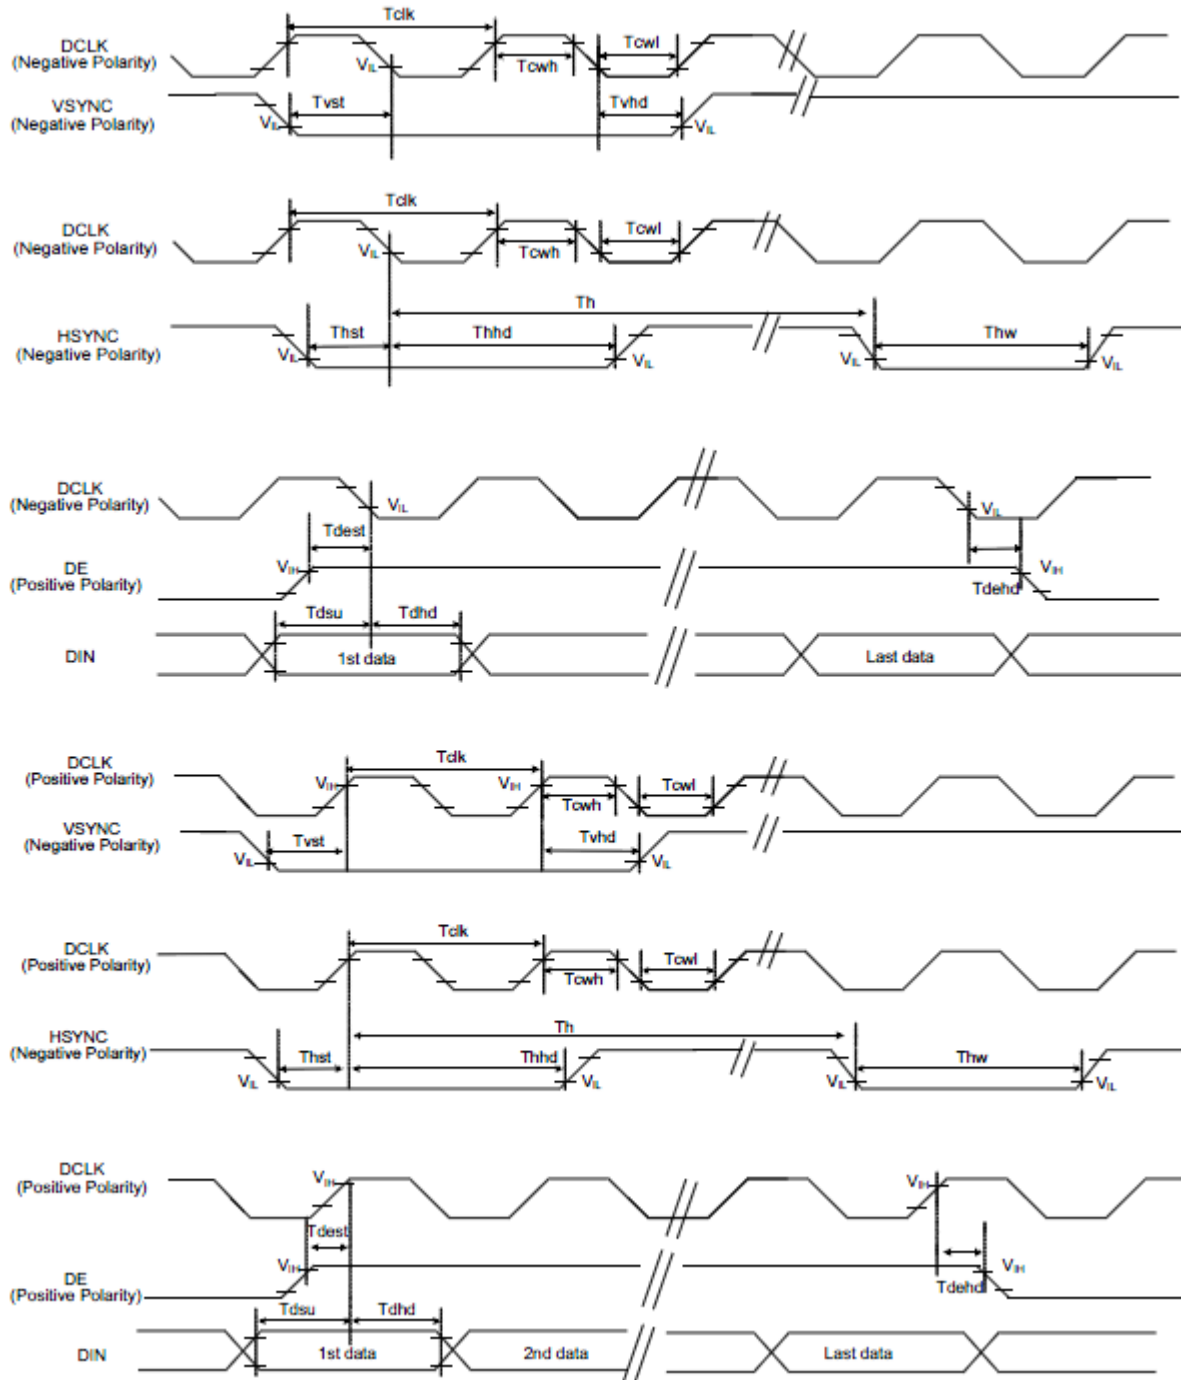 Tclk
DCLK
(Negative Polarity)
VIL
Tcwh
Tcwl
VSYNC
(Negative Polarity)
VIL
Tvst
Tvhd
VIL
Tclk
DCLK
(Negative Polarity)
VIL
Tcwh
Tcwl
Th
HSYNC
(Negative Polarity)
VIL
Thst
Thhd
VIL
VIL
Thw
VIL
DCLK
(Negative Polarity)
VIL
VIL
Tdest
DE
(Positive Polarity)
VIH
VIH
Tdehd
Tdsu
Tdhd
DIN
1st data
Last data
DCLK
(Positive Polarity)
VIH
Tclk
VIH
Tcwh
Tcwl
VSYNC
(Negative Polarity)
VIL
Tvst
Tvhd
VIL
Tclk
DCLK
(Positive Polarity)
Tcwh
Tcwl
Th
HSYNC
(Negative Polarity)
VIL
Thst
Thhd
VIL
VIL
Thw
VIL
DCLK
(Positive Polarity)
VIH
VIH
Tdest
DE
(Positive Polarity)
VIH
VIH
Tdehd
Tdsu
Tdhd
DIN
1st data
2nd data
Last data